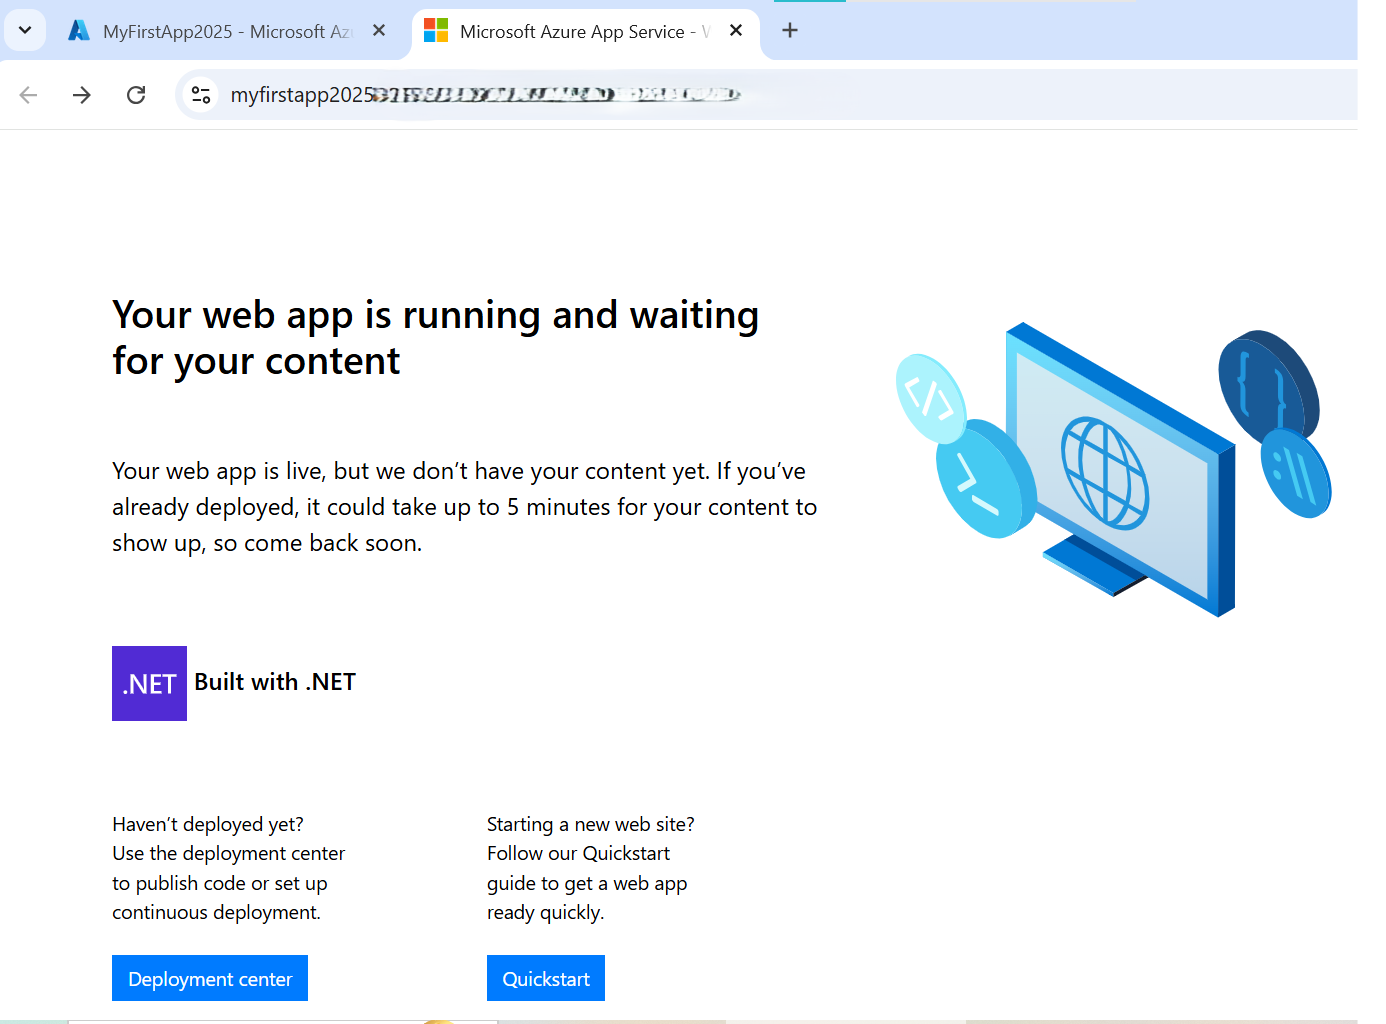 MyFirstApp2025 - Microsoft Az
Microsoft Azure App Service -
myfirstapp2025
Your web app is running and waiting
for your content
Your web app is live, but we don’t have your content yet. If you’ve
already deployed, it could take up to 5 minutes for your content to
show up, so come back soon.
.NET Built with .NET
Haven’t deployed yet?
Use the deployment center
to publish code or set up
continuous deployment.
Deployment center
Starting a new web site?
Follow our Quickstart
guide to get a web app
ready quickly.
Quickstart